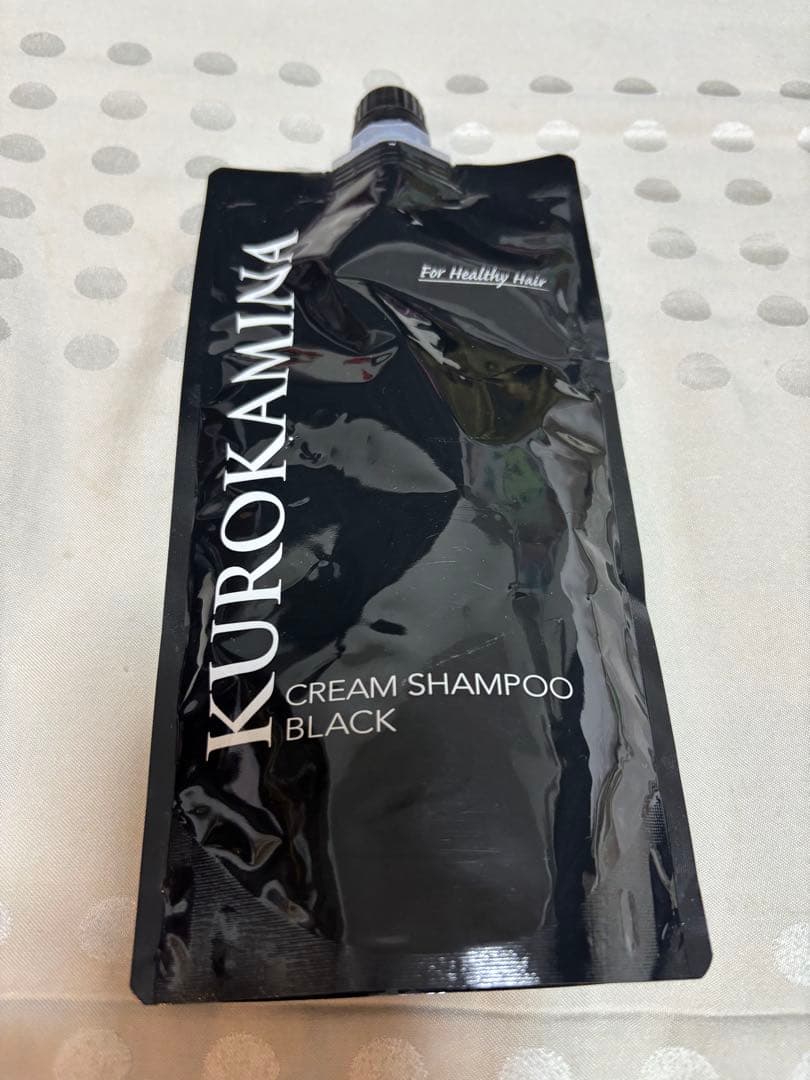 For Healthy Hair
KUROKAMINA
CREAM SHAMPOO
BLACK